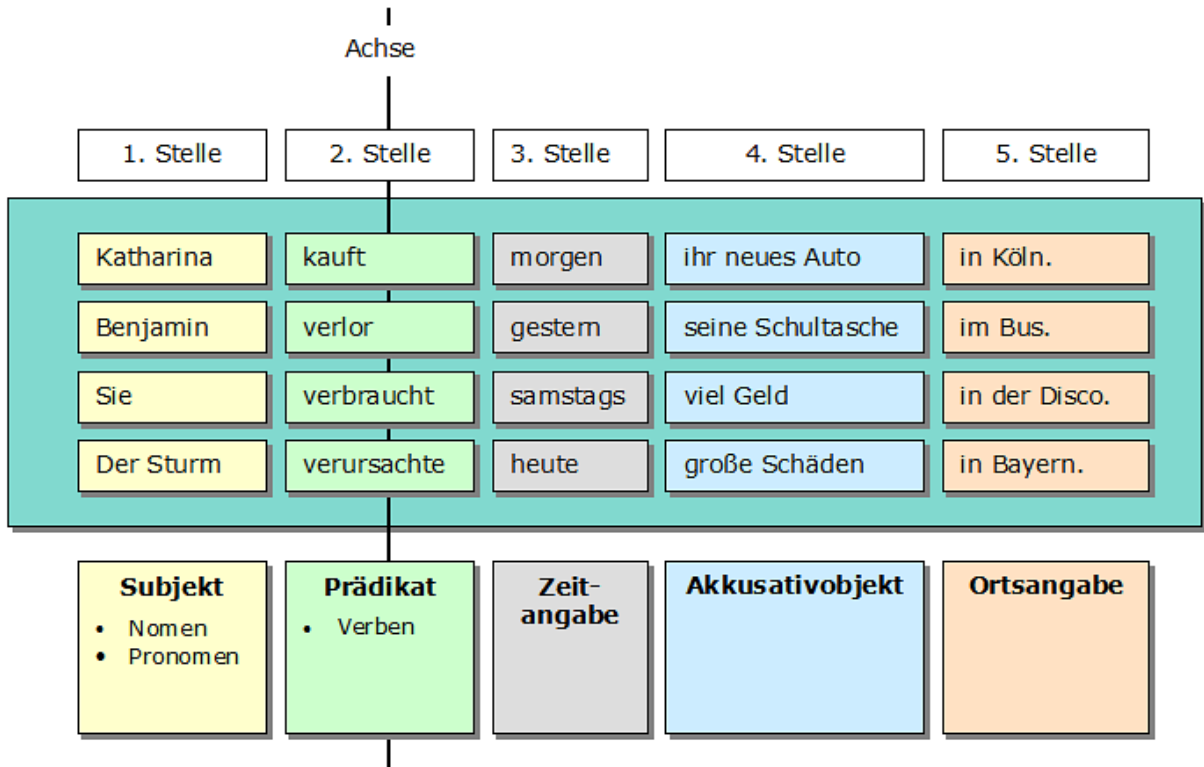 Achse
1. Stelle 2. Stelle 3. Stelle 4. Stelle 5. Stelle
Katharina kauft morgen ihr neues Auto in Köln.
Benjamin verlor gestern seine Schultasche im Bus.
Sie verbraucht samstags viel Geld in der Disco.
Der Sturm verursachte heute große Schäden in Bayern.
Subjekt
• Nomen
• Pronomen
Prädikat
• Verben
Zeit-
angabe
Akkusativobjekt
Ortsangabe